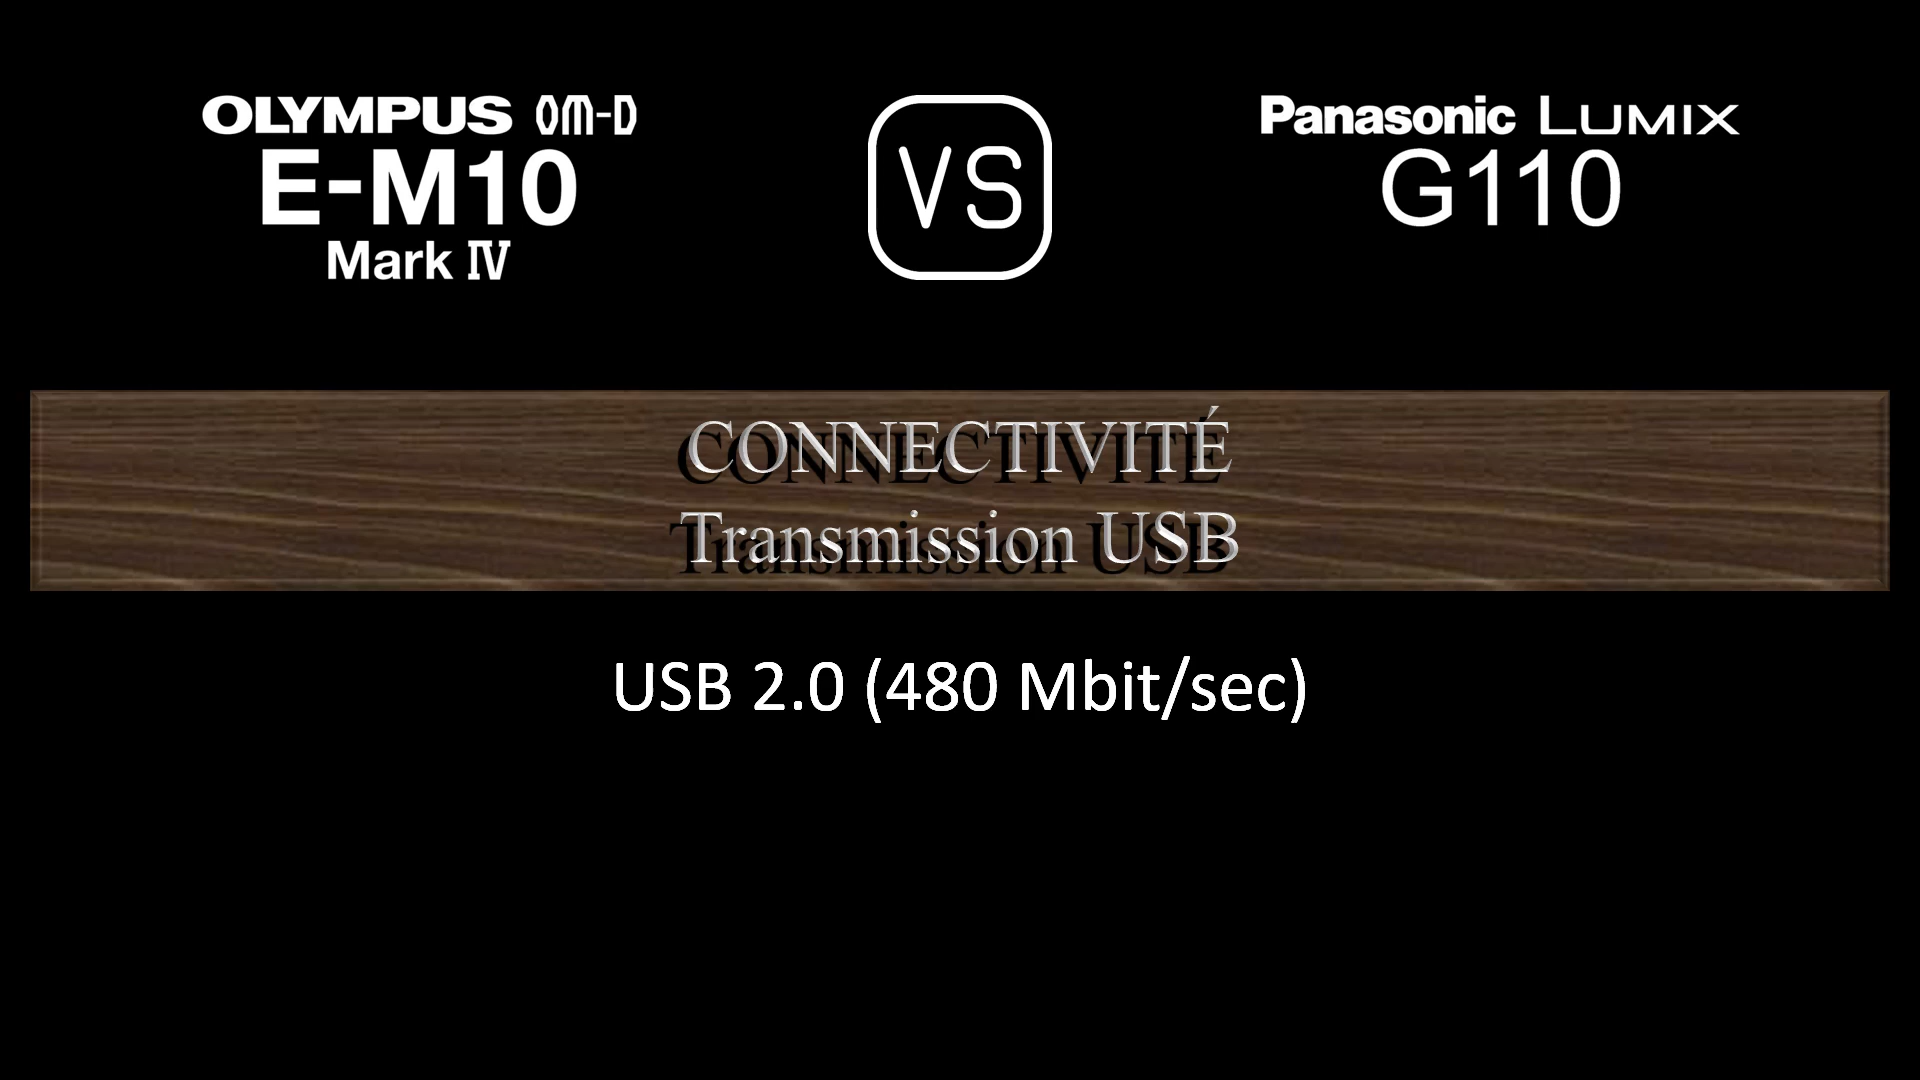 OLYMPUS OM-D
E-M10
Mark IV
VS
Panasonic LUMIX
G110
CONNECTIVITÉ
Transmission USB
USB 2.0 (480 Mbit/sec)